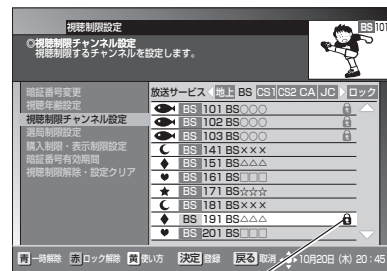 視聴制限設定
BS 101
◎視聴制限チャンネル設定
視聴制限するチャンネルを設定します。
暗証番号変更
視聴年齢設定
視聴制限チャンネル設定
選局制限設定
購入制限・表示制限設定
暗証番号有効期間
視聴制限解除・設定クリア
放送サービス 地上 BS CS1 CS2 CA JC ロック
BS 101 BS○○○
BS 102 BS○○○
BS 103 BS○○○
BS 141 BS×××
BS 151 BS△△△
BS 161 BS□□□
BS 171 BS☆☆☆
BS 181 BS×××
BS 191 BS△△△
BS 201 BS□□□
青 一時解除 赤 ロック解除 黄 使い方 決定 登録 戻る 取消 10月20日 (木) 20:45